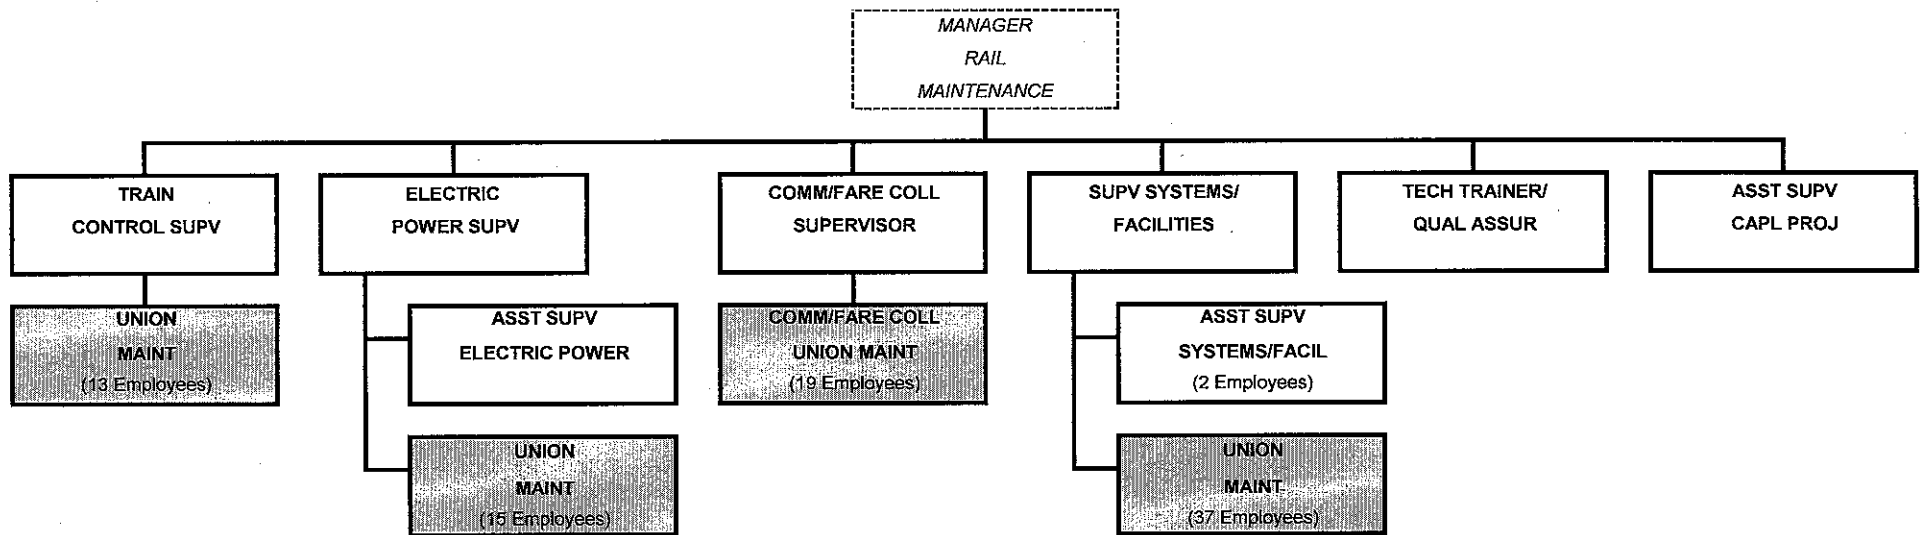 MANAGER
RAIL
MAINTENANCE
TRAIN
CONTROL SUPV
ELECTRIC
POWER SUPV
COMM/FARE COLL
SUPERVISOR
SUPV SYSTEMS/
FACILITIES
TECH TRAINER/
QUAL ASSUR
ASST SUPV
CAPL PROJ
UNION
MAINT
(13 Employees)
ASST SUPV
ELECTRIC POWER
COMM/FARE COLL
UNION MAINT
(19 Employees)
ASST SUPV
SYSTEMS/FACIL
(2 Employees)
UNION
MAINT
(15 Employees)
UNION
MAINT
(37 Employees)